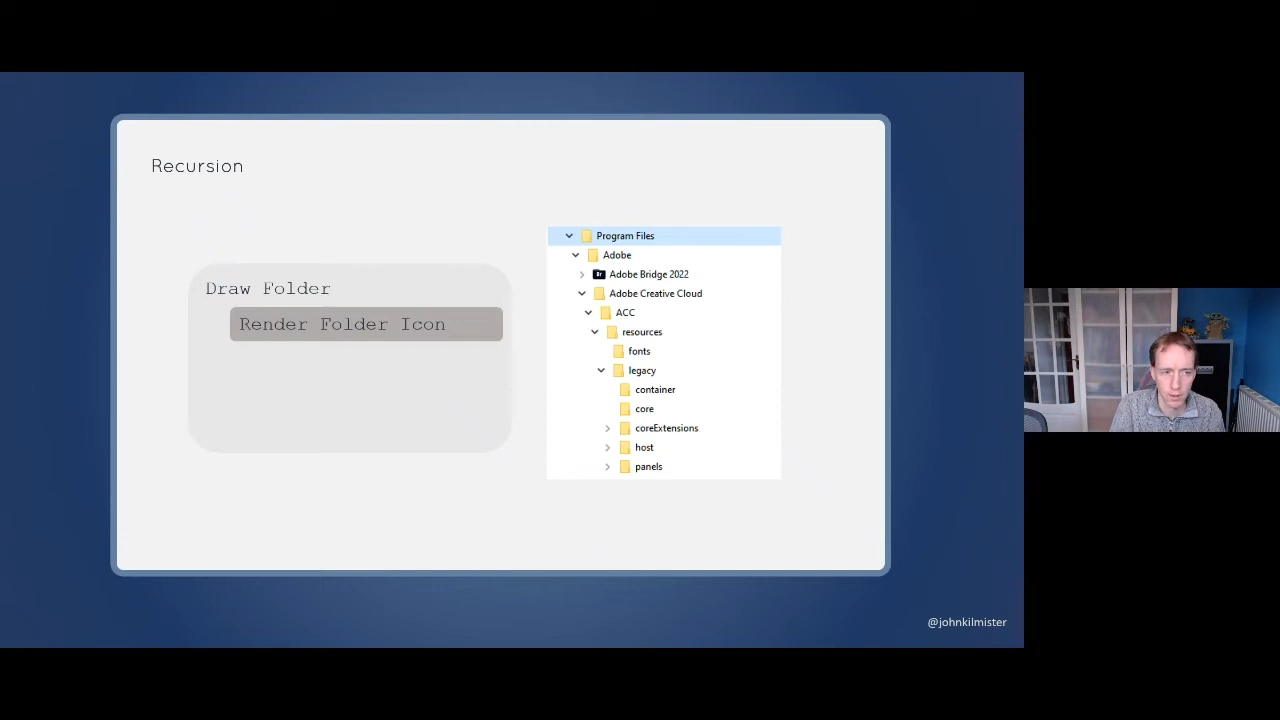 Recursion
Draw Folder
Render Folder Icon
Program Files
Adobe
Br
Adobe Bridge 2022
Adobe Creative Cloud
ACC
resources
fonts
legacy
container
core
coreExtensions
host
panels
@johnkilmister